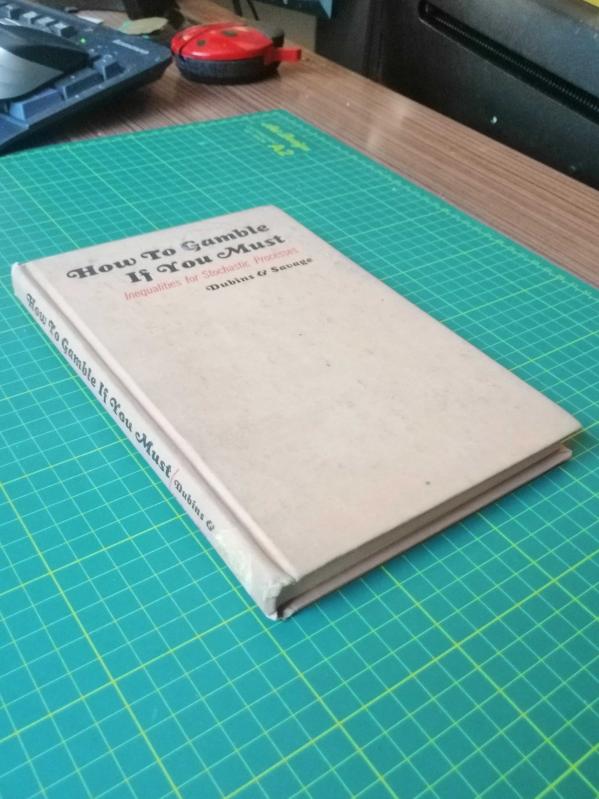 How To Gamble
If You Must
Inequalities for Stochastic Processes
Dubins & Savage
How To Gamble If You Must/Dubins &
A2